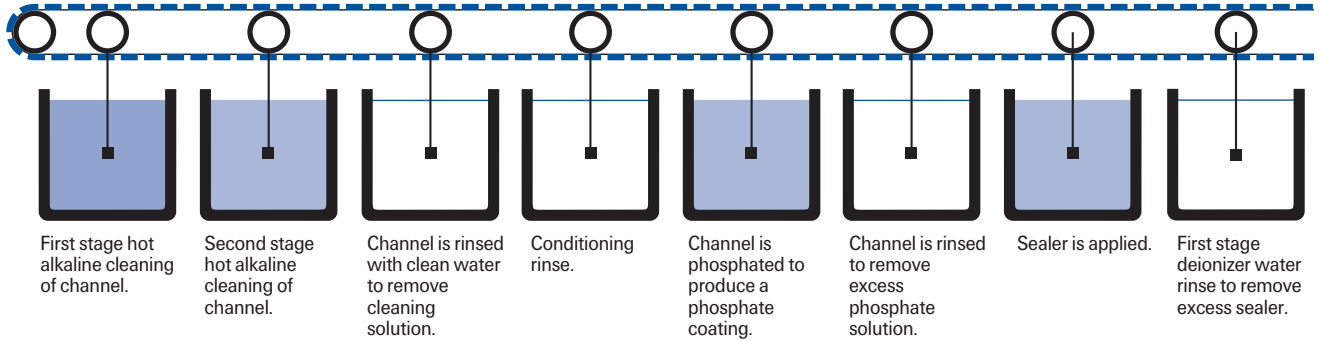 First stage hot
alkaline cleaning
of channel.
Second stage
hot alkaline
cleaning of
channel.
Channel is rinsed
with clean water
to remove
cleaning
solution.
Conditioning
rinse.
Channel is
phosphated to
produce a
phosphate
coating.
Channel is rinsed
to remove
excess
phosphate
solution.
Sealer is applied.
First stage
deionizer water
rinse to remove
excess sealer.